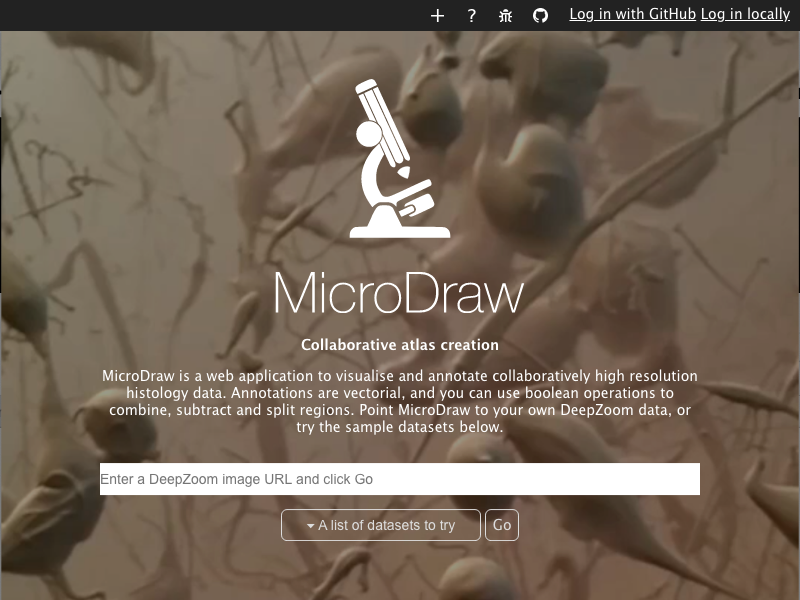 + ? Log in with GitHub Log in locally
MicroDraw
Collaborative atlas creation
MicroDraw is a web application to visualise and annotate collaboratively high resolution
histology data. Annotations are vectorial, and you can use boolean operations to
combine, subtract and split regions. Point MicroDraw to your own DeepZoom data, or
try the sample datasets below.
Enter a DeepZoom image URL and click Go
A list of datasets to try Go